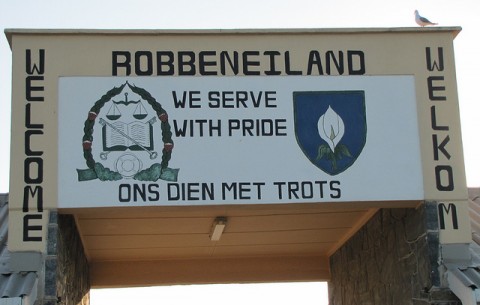 ROBBENEILAND
WELCOME
WE SERVE
WITH PRIDE
ONS DIEN MET TROTS
WELKOM